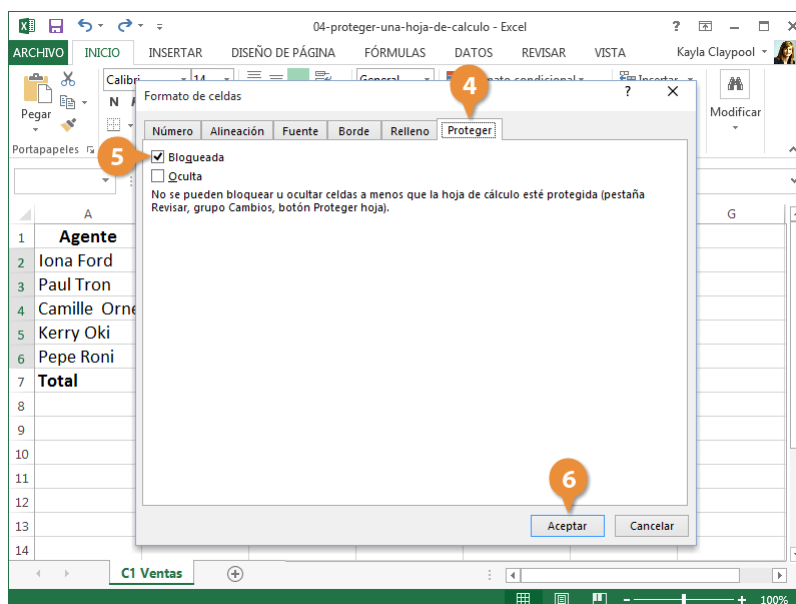 04-proteger-una-hoja-de-calculo - Excel
?
ARCHIVO INICIO INSERTAR DISEÑO DE PÁGINA FÓRMULAS DATOS REVISAR VISTA Kayla Claypool
Calibri 14 General
Pegar
N
Modificar
Portapapeles
Formato de celdas ?
4
Número Alineación Fuente Borde Relleno Proteger
5
Bloqueada
Oculta
No se pueden bloquear u ocultar celdas a menos que la hoja de cálculo esté protegida (pestaña
Revisar, grupo Cambios, botón Proteger hoja).
6
Aceptar Cancelar
A G
1 Agente
2 Iona Ford
3 Paul Tron
4 Camille Orne
5 Kerry Oki
6 Pepe Roni
7 Total
8
9
10
11
12
13
14
C1 Ventas
100%